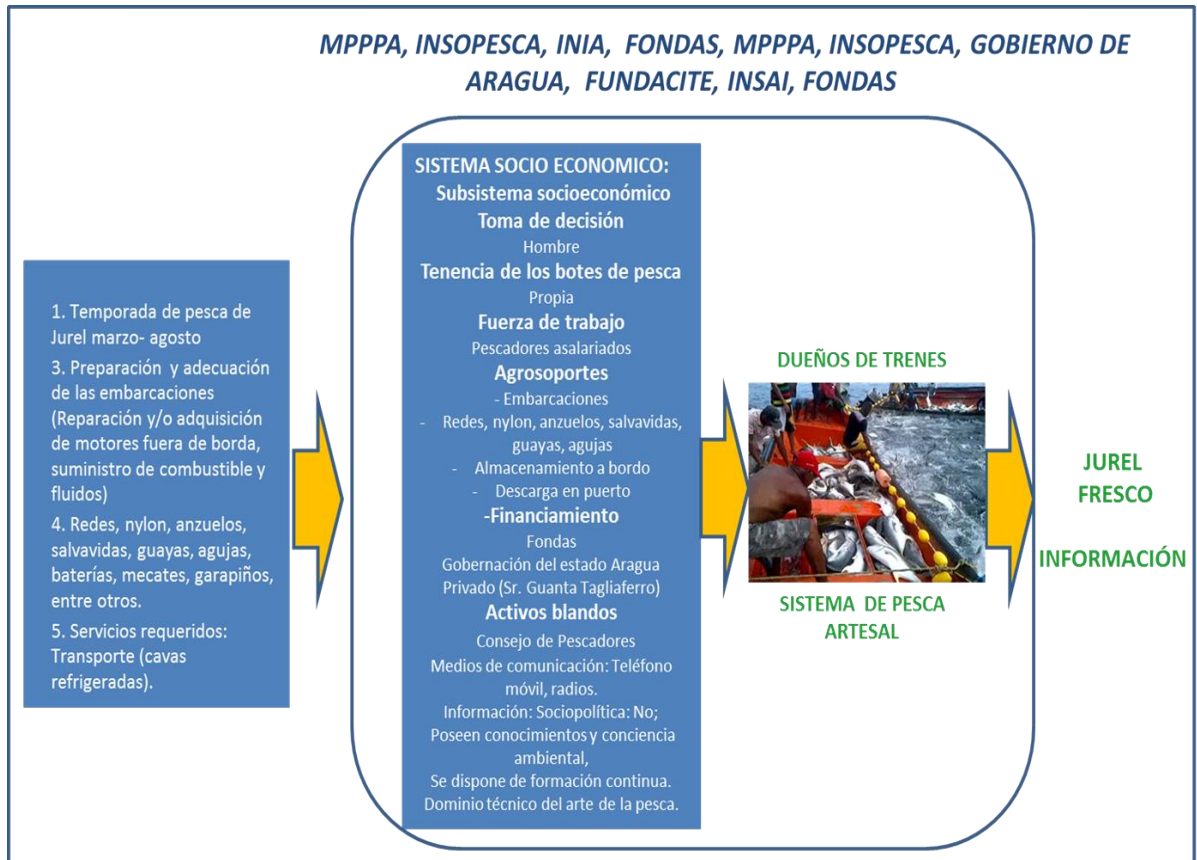 MPPPA, INSOPESCA, INIA, FONDAS, MPPPA, INSOPESCA, GOBIERNO DE
ARAGUA, FUNDACITE, INSAI, FONDAS
1. Temporada de pesca de
Jurel marzo- agosto
3. Preparación y adecuación
de las embarcaciones
(Reparación y/o adquisición
de motores fuera de borda,
suministro de combustible y
fluidos)
4. Redes, nylon, anzuelos,
salvavidas, guayas, agujas,
baterías, mecates, garapiños,
entre otros.
5. Servicios requeridos:
Transporte (cavas
refrigeradas).
SISTEMA SOCIO ECONOMICO:
Subsistema socioeconómico
Toma de decisión
Hombre
Tenencia de los botes de pesca
Propia
Fuerza de trabajo
Pescadores asalariados
Agrosoportes
- Embarcaciones
- Redes, nylon, anzuelos, salvavidas,
guayas, agujas
- Almacenamiento a bordo
- Descarga en puerto
-Financiamiento
Fondas
Gobernación del estado Aragua
Privado (Sr. Guanta Tagliaferro)
Activos blandos
Consejo de Pescadores
Medios de comunicación: Teléfono
móvil, radios.
Información: Sociopolítica: No;
Poseen conocimientos y conciencia
ambiental,
Se dispone de formación continua.
Dominio técnico del arte de la pesca.
DUEÑOS DE TRENES
SISTEMA DE PESCA
ARTESAL
JUREL
FRESCO
INFORMACIÓN